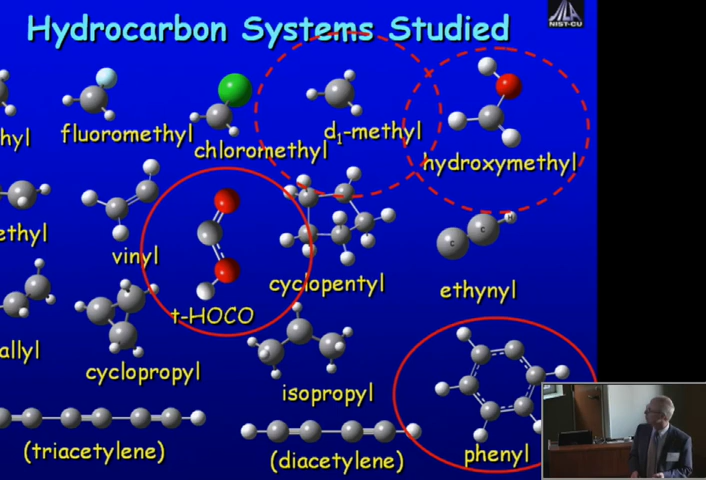 Hydrocarbon Systems Studied
JILA
NIST-CU
hyl
fluoromethyl
chloromethyl
d₁-methyl
hydroxymethyl
ethyl
vinyl
t-HOCO
cyclopentyl
C C H
ethynyl
allyl
cyclopropyl
isopropyl
(triacetylene)
(diacetylene)
phenyl